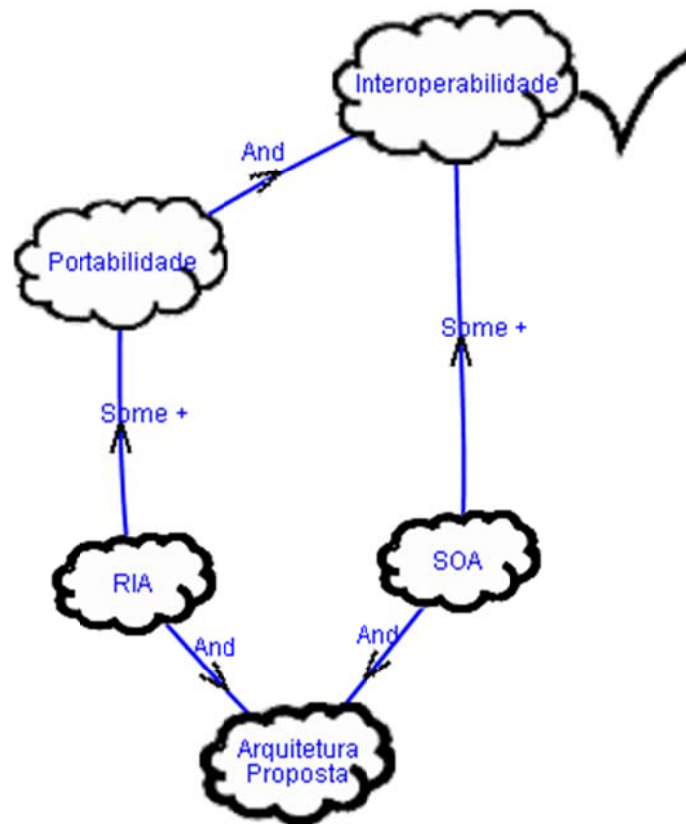 Interoperabilidade
And
Portabilidade
Some +
Some +
RIA
SOA
And
And
Arquitetura
Proposta